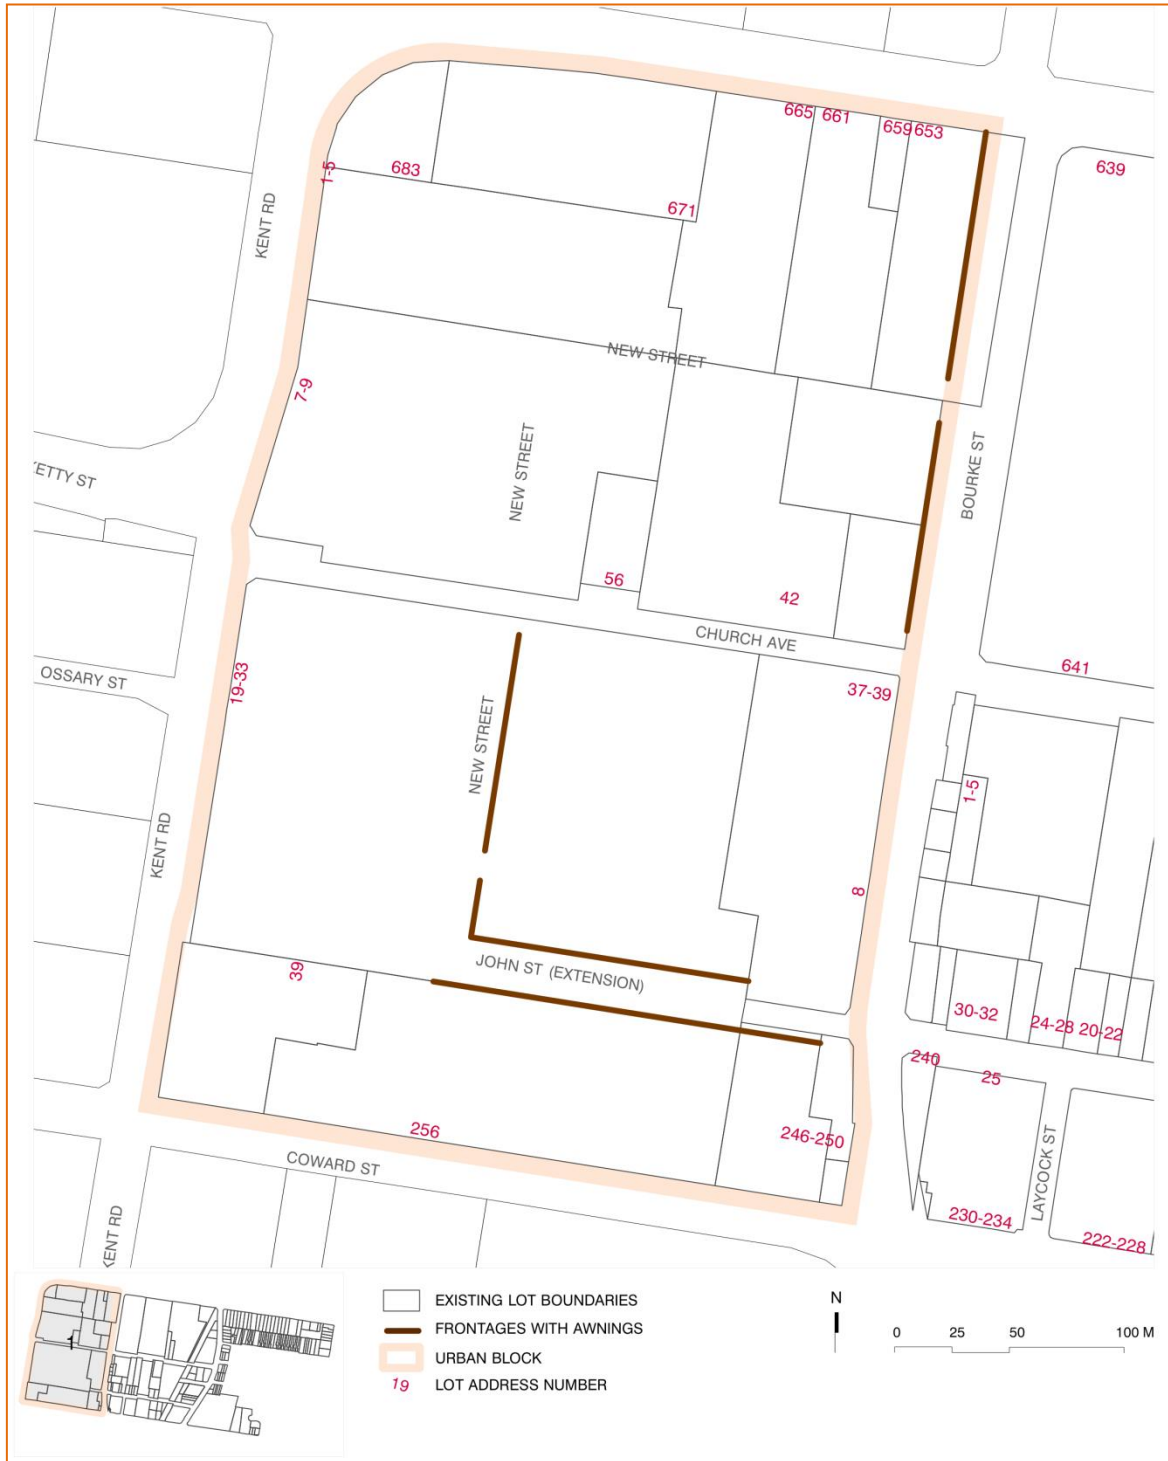 665
661
659
653
639
1-5
683
671
KENT RD
NEW STREET
7-9
NEW STREET
BOURKE ST
ETTY ST
56
42
CHURCH AVE
641
OSSARY ST
19-33
37-39
NEW STREET
1-5
KENT RD
8
39
JOHN ST (EXTENSION)
30-32
24-28
20-22
240
25
256
246-250
COWARD ST
LAYCOCK ST
230-234
222-228
KENT RD
1
EXISTING LOT BOUNDARIES
FRONTAGES WITH AWNINGS
URBAN BLOCK
19 LOT ADDRESS NUMBER
N
0 25 50 100 M